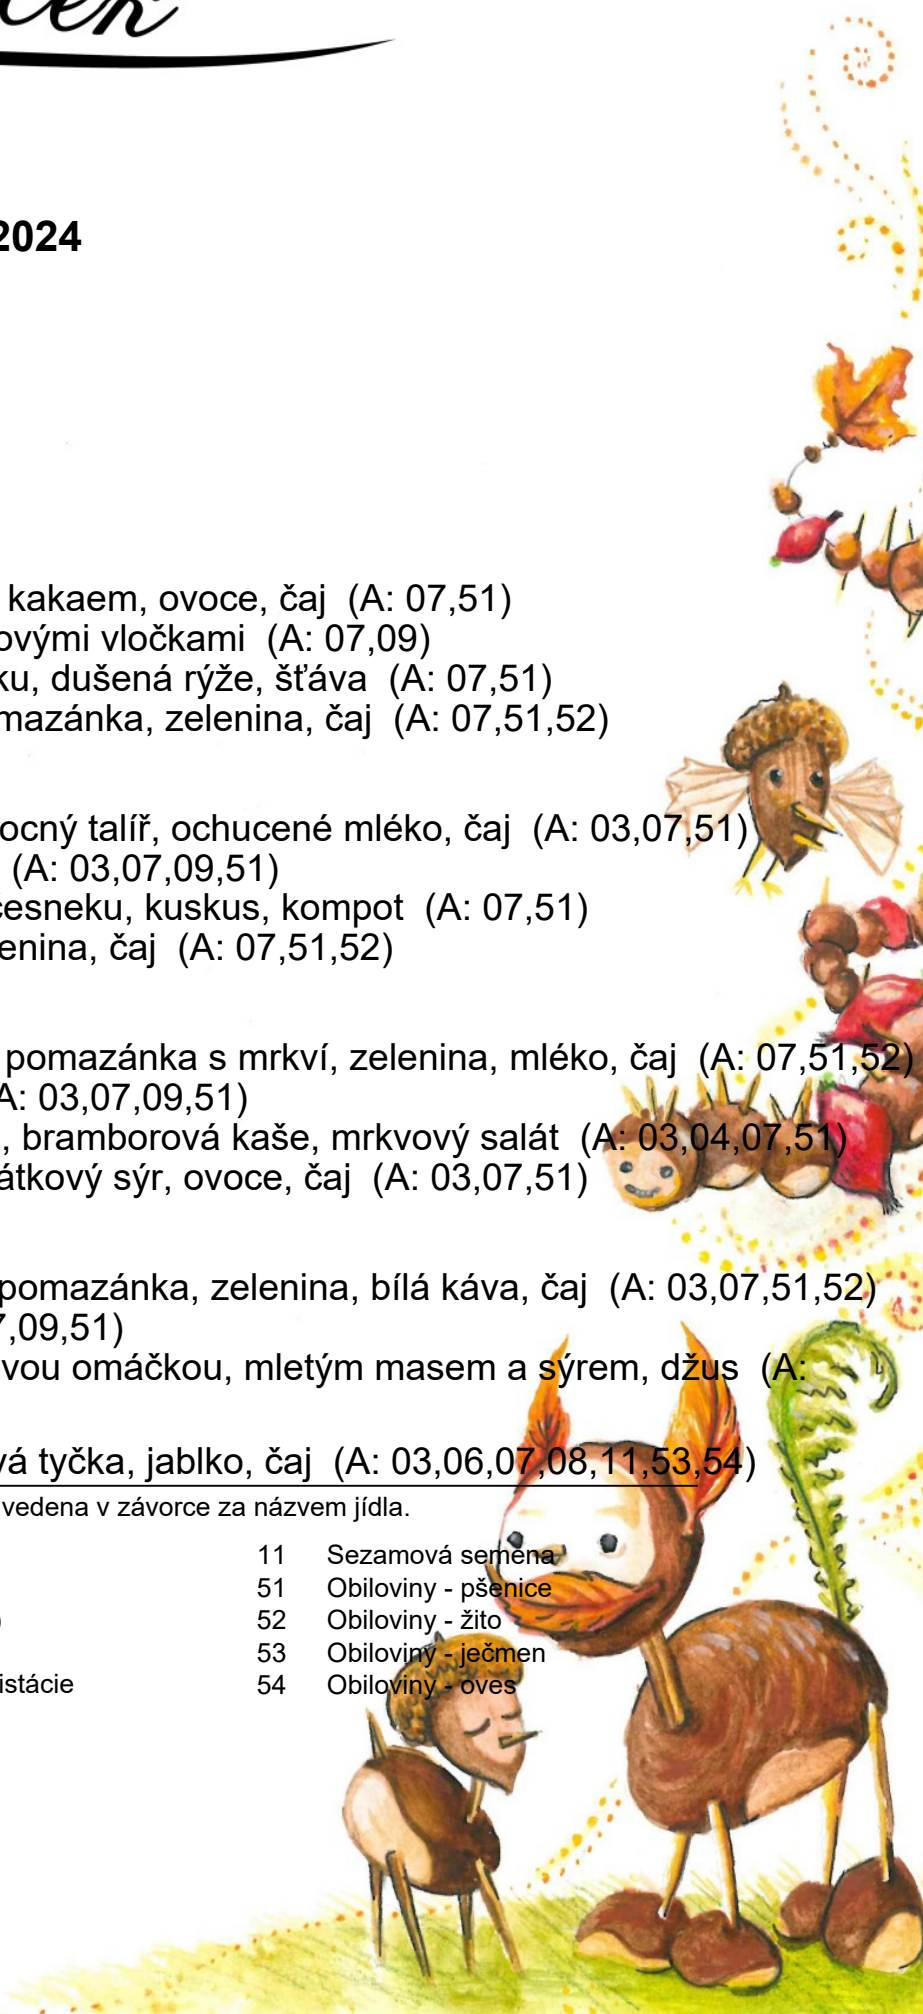 2024
kakaem, ovoce, čaj (A: 07,51)
ovými vločkami (A: 07,09)
ku, dušená rýže, šťáva (A: 07,51)
mazánka, zelenina, čaj (A: 07,51,52)
ocný talíř, ochucené mléko, čaj (A: 03,07,51)
(A: 03,07,09,51)
česneku, kuskus, kompot (A: 07,51)
enina, čaj (A: 07,51,52)
pomazánka s mrkví, zelenina, mléko, čaj (A: 07,51,52)
A: 03,07,09,51)
, bramborová kaše, mrkvový salát (A: 03,04,07,51)
átkový sýr, ovoce, čaj (A: 03,07,51)
pomazánka, zelenina, bílá káva, čaj (A: 03,07,51,52)
7,09,51)
vou omáčkou, mletým masem a sýrem, džus (A:
vá tyčka, jablko, čaj (A: 03,06,07,08,11,53,54)
vedena v závorce za názvem jídla.
11 Sezamová semena
51 Obiloviny - pšenice
) 52 Obiloviny - žito
53 Obiloviny - ječmen
istácie 54 Obiloviny - oves